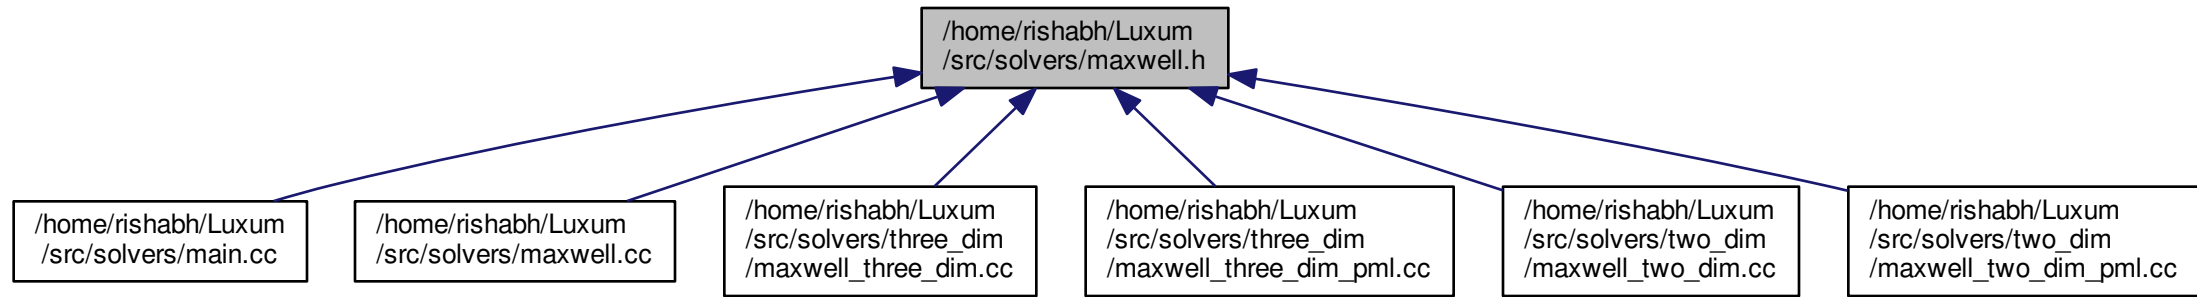 /home/rishabh/Luxum
/src/solvers/maxwell.h
/home/rishabh/Luxum
/src/solvers/main.cc
/home/rishabh/Luxum
/src/solvers/maxwell.cc
/home/rishabh/Luxum
/src/solvers/three_dim
/maxwell_three_dim.cc
/home/rishabh/Luxum
/src/solvers/three_dim
/maxwell_three_dim_pml.cc
/home/rishabh/Luxum
/src/solvers/two_dim
/maxwell_two_dim.cc
/home/rishabh/Luxum
/src/solvers/two_dim
/maxwell_two_dim_pml.cc